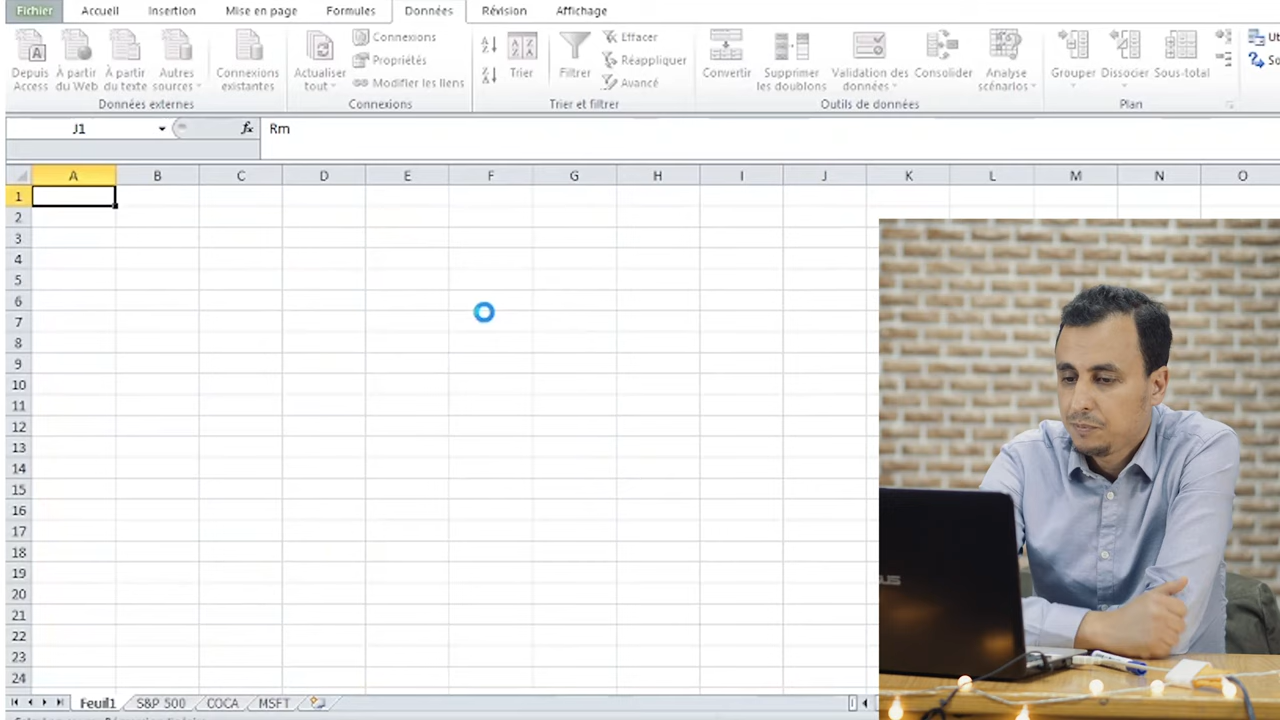 Fichier Accueil Insertion Mise en page Formules Données Révision Affichage
Depuis Access
À partir du Web
À partir du texte
Autres sources
Données externes
Connexions existantes
Actualiser tout
Connexions
Propriétés
Modifier les liens
Connexions
Trier
Filtrer
Effacer
Réappliquer
Avancé
Trier et filtrer
Convertir
Supprimer les doublons
Validation des données
Consolider
Analyse scénarios
Outils de données
Grouper
Dissocier
Sous-total
Plan
J1 fx Rm
A B C D E F G H I J K L M N O
1
2
3
4
5
6
7
8
9
10
11
12
13
14
15
16
17
18
19
20
21
22
23
24
Feuil1 S&P 500 COCA MSFT